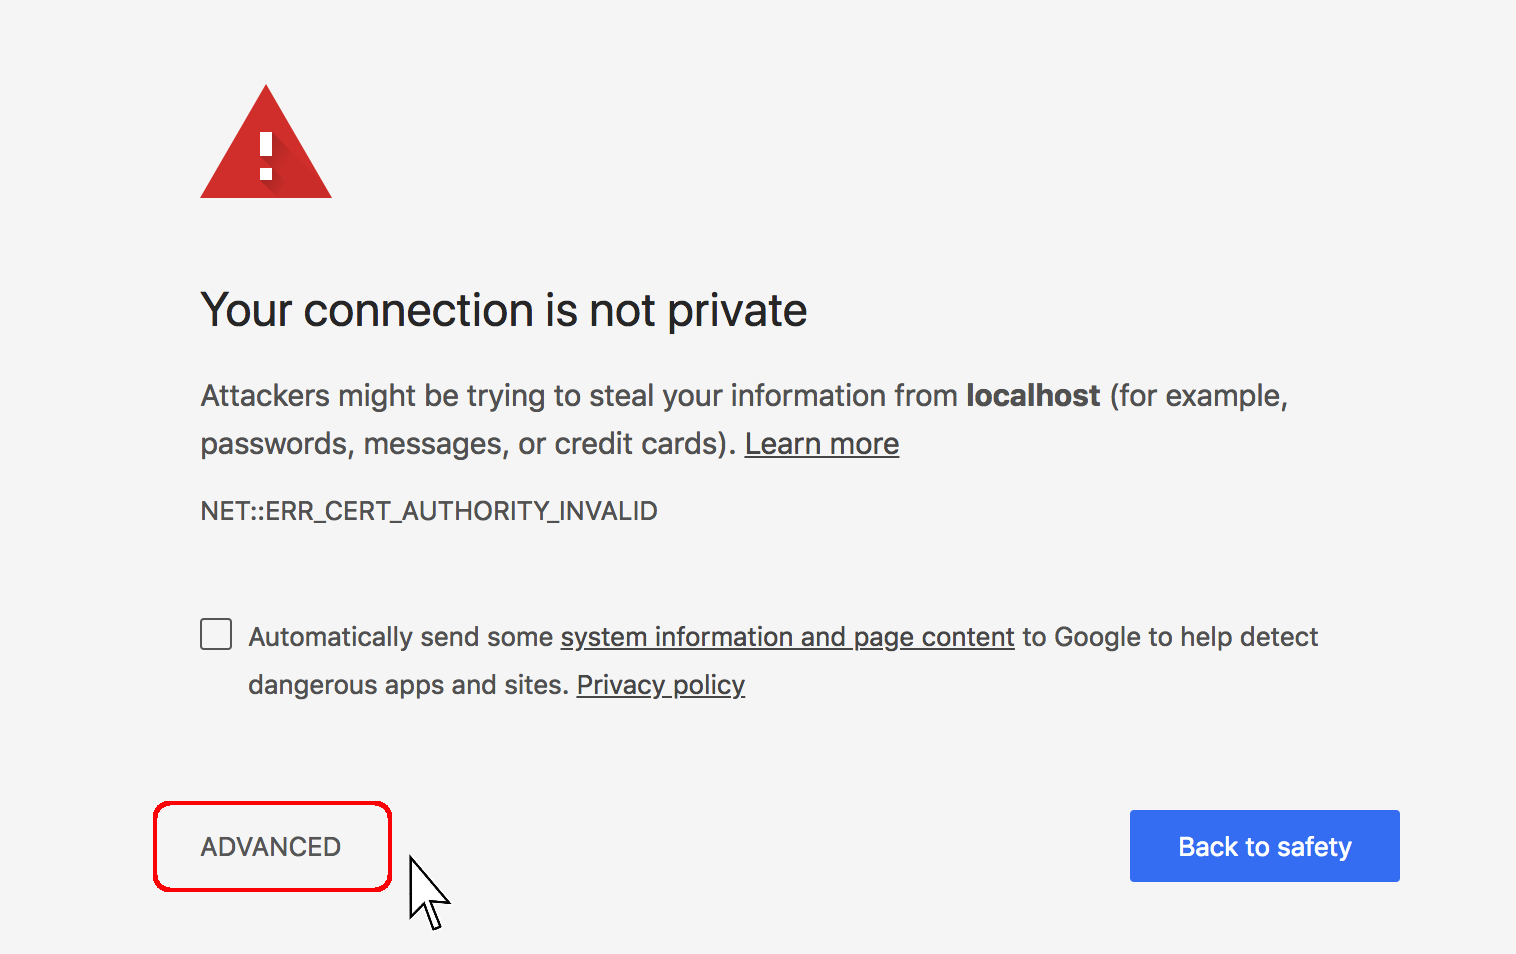 Your connection is not private
Attackers might be trying to steal your information from localhost (for example,
passwords, messages, or credit cards). Learn more
NET::ERR_CERT_AUTHORITY_INVALID
Automatically send some system information and page content to Google to help detect
dangerous apps and sites. Privacy policy
ADVANCED
Back to safety